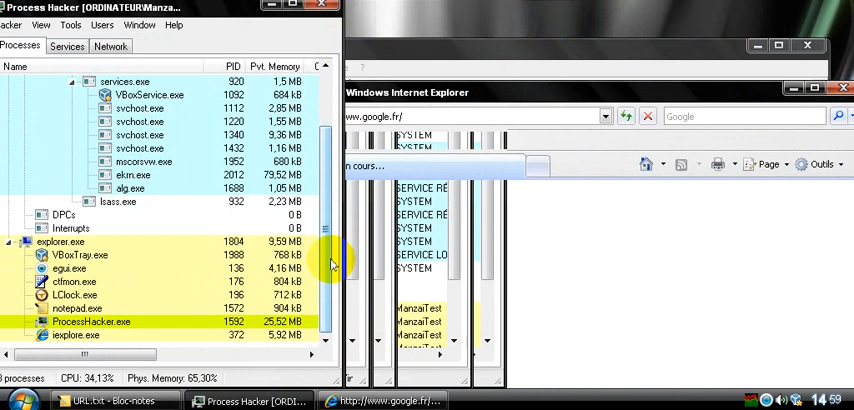 Process Hacker [ORDINATEUR\Manza...
acker View Tools Users Window Help
Processes Services Network
Name PID Pvt. Memory C
services.exe 920 1,5 MB
VBoxService.exe 1092 684 kB
svchost.exe 1112 2,85 MB
svchost.exe 1220 1,55 MB
svchost.exe 1340 9,36 MB
svchost.exe 1432 1,16 MB
mscorsvw.exe 1952 680 kB
ekrn.exe 2012 79,52 MB
alg.exe 1688 1,05 MB
lsass.exe 932 2,23 MB
DPCs 0 B
Interrupts 0 B
explorer.exe 1804 9,59 MB
VBoxTray.exe 1988 768 kB
egui.exe 136 4,16 MB
ctfmon.exe 176 804 kB
LClock.exe 196 712 kB
notepad.exe 1572 904 kB
ProcessHacker.exe 1592 25,52 MB
iexplore.exe 372 5,92 MB
processes CPU: 34,13% Phys. Memory: 65,30%
?
Windows Internet Explorer
ww.google.fr/
Google
n cours...
Page Outils
SYSTEM
SYSTEM
SERVICE RÉ
SYSTEM
SERVICE RÉ
SYSTEM
SYSTEM
SERVICE LO
SYSTEM
ManzaiTest
ManzaiTest
ManzaiTest
ManzaiTest
URL.txt - Bloc-notes
Process Hacker [ORDI...
http://www.google.fr/...
14:59